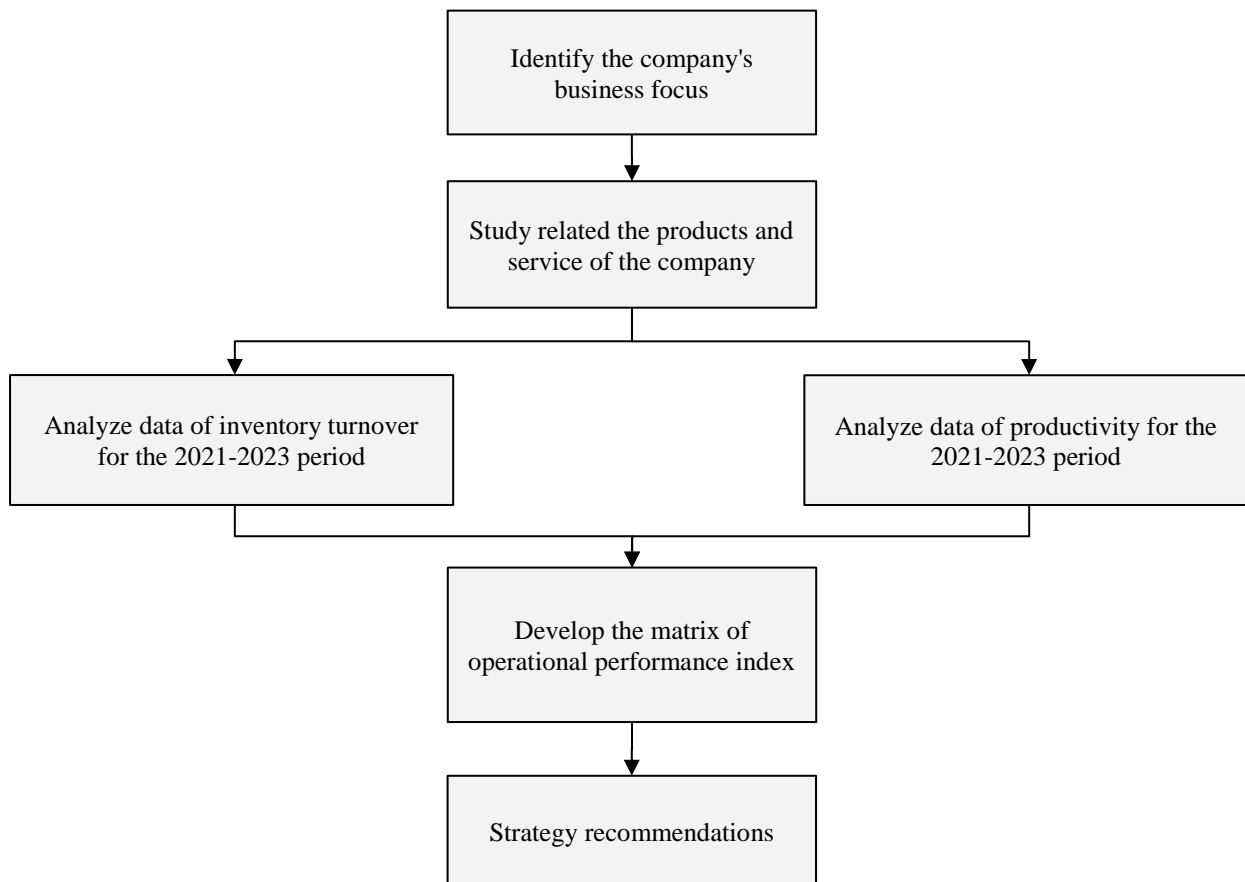 Identify the company's
business focus
Study related the products and
service of the company
Analyze data of inventory turnover
for the 2021-2023 period
Analyze data of productivity for the
2021-2023 period
Develop the matrix of
operational performance index
Strategy recommendations